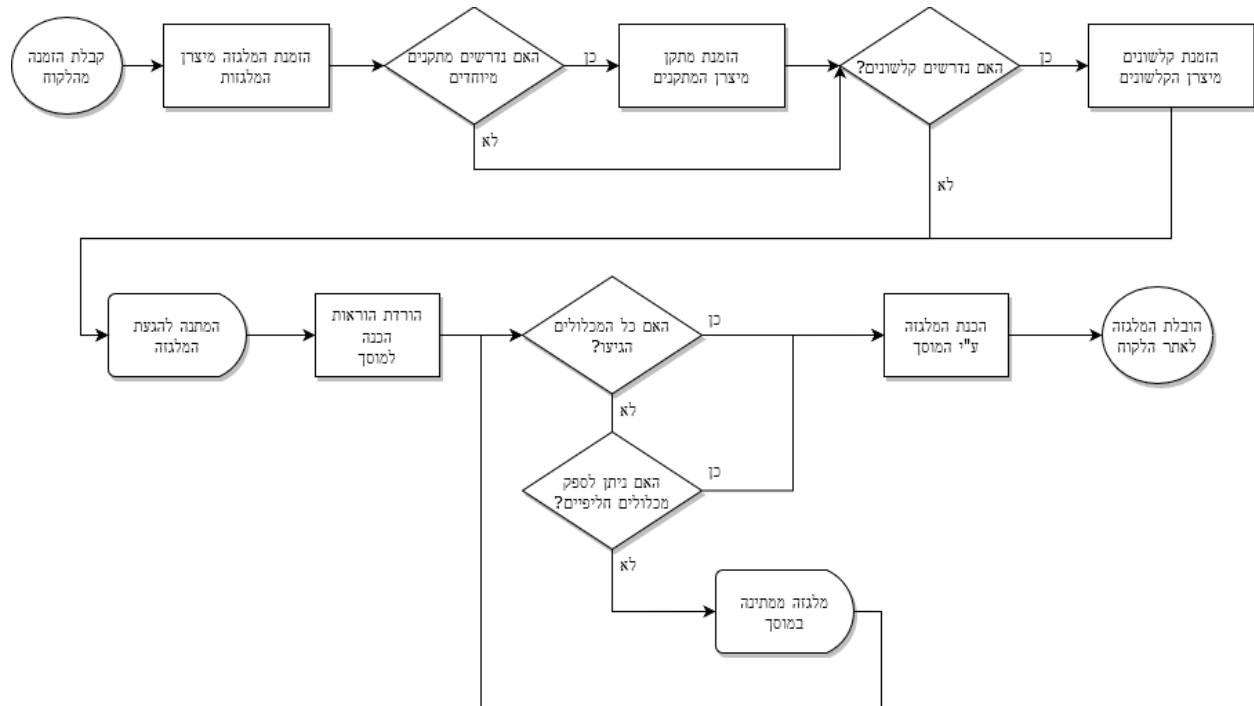 קבלת הזמנה
מהלקוח
הזמנת המלגזה מיצרן
המלגזות
האם נדרשים מתקנים
מיוחדים
כן
הזמנת מתקן
מיצרן המתקנים
האם נדרשים קלשונים?
כן
הזמנת קלשונים
מיצרן הקלשונים
לא
לא
המתנה להגעת
המלגזה
הורדת הוראות
הכנה
למוסך
האם כל המכלולים
הגיעו?
כן
הכנת המלגזה
ע"י המוסך
הובלת המלגזה
לאתר הלקוח
לא
האם ניתן לספק
מכלולים חליפיים?
כן
לא
מלגזה ממתינה
במוסך